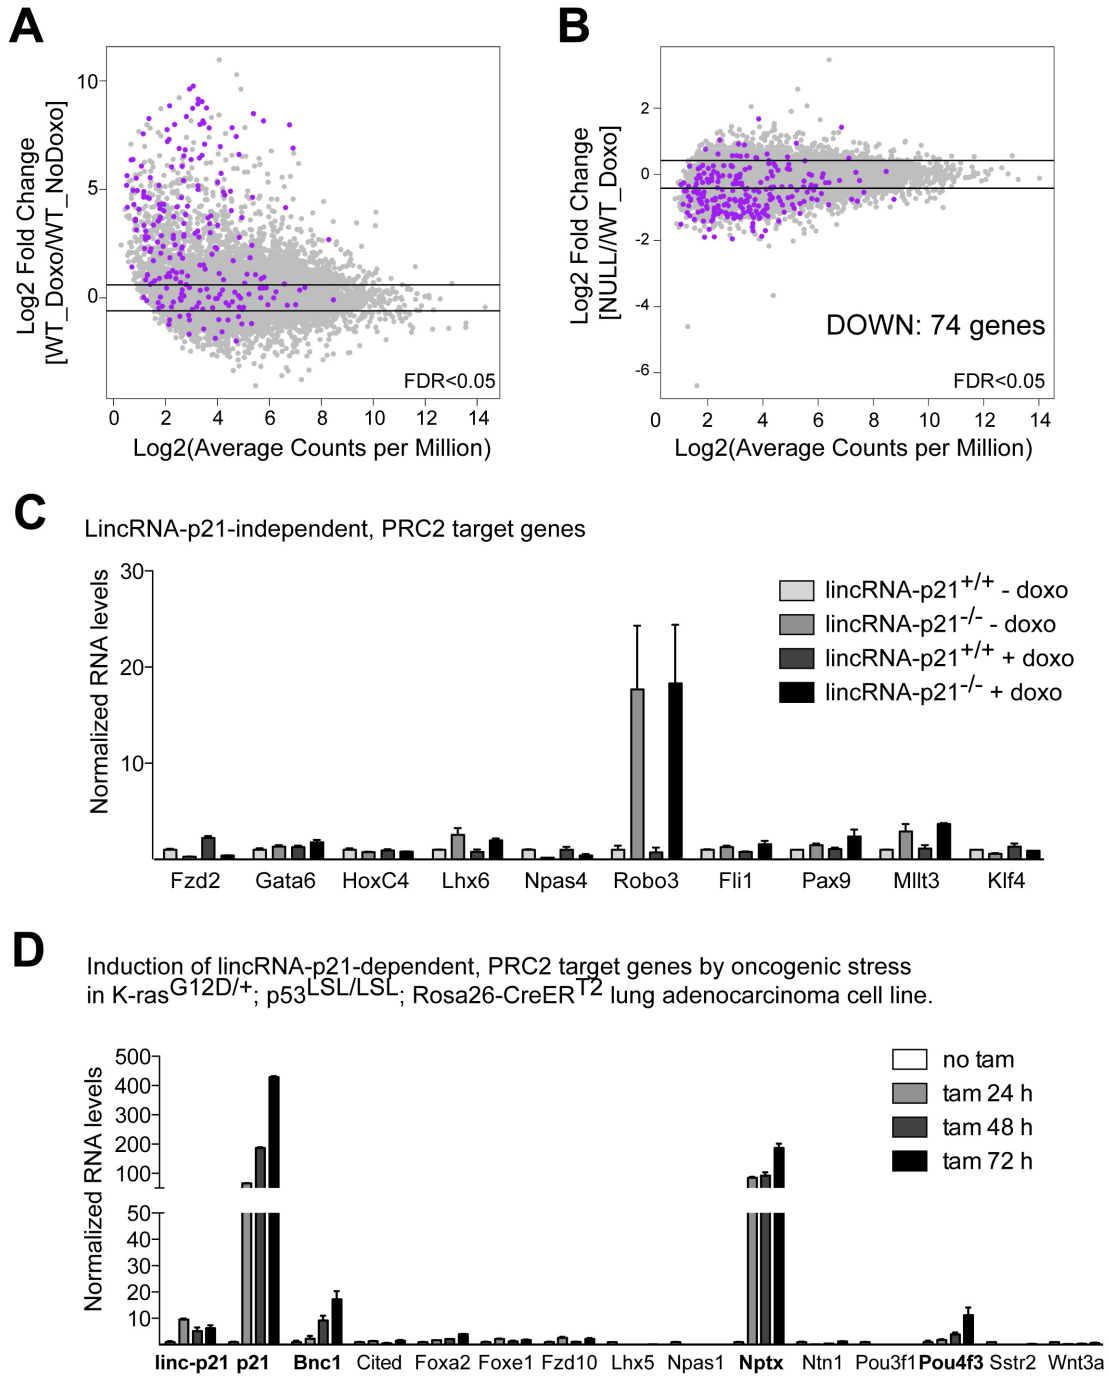 A
B
Log2 Fold Change
[WT_Doxo/WT_NoDoxo]
10
5
0
FDR<0.05
0 2 4 6 8 10 12 14
Log2(Average Counts per Million)
Log2 Fold Change
[NULL//WT_Doxo]
2
0
-2
-4
-6
DOWN: 74 genes
FDR<0.05
0 2 4 6 8 10 12 14
Log2(Average Counts per Million)
C
LincRNA-p21-independent, PRC2 target genes
Normalized RNA levels
30
20
10
lincRNA-p21+/+ - doxo
lincRNA-p21-/- - doxo
lincRNA-p21+/+ + doxo
lincRNA-p21-/- + doxo
Fzd2 Gata6 HoxC4 Lhx6 Npas4 Robo3 Fli1 Pax9 Mllt3 Klf4
D
Induction of lincRNA-p21-dependent, PRC2 target genes by oncogenic stress
in K-rasG12D/+; p53LSL/LSL; Rosa26-CreERT2 lung adenocarcinoma cell line.
Normalized RNA levels
500
400
300
200
100
50
40
30
20
10
no tam
tam 24 h
tam 48 h
tam 72 h
linc-p21 p21 Bnc1 Cited Foxa2 Foxe1 Fzd10 Lhx5 Npas1 Nptx Ntn1 Pou3f1 Pou4f3 Sstr2 Wnt3a